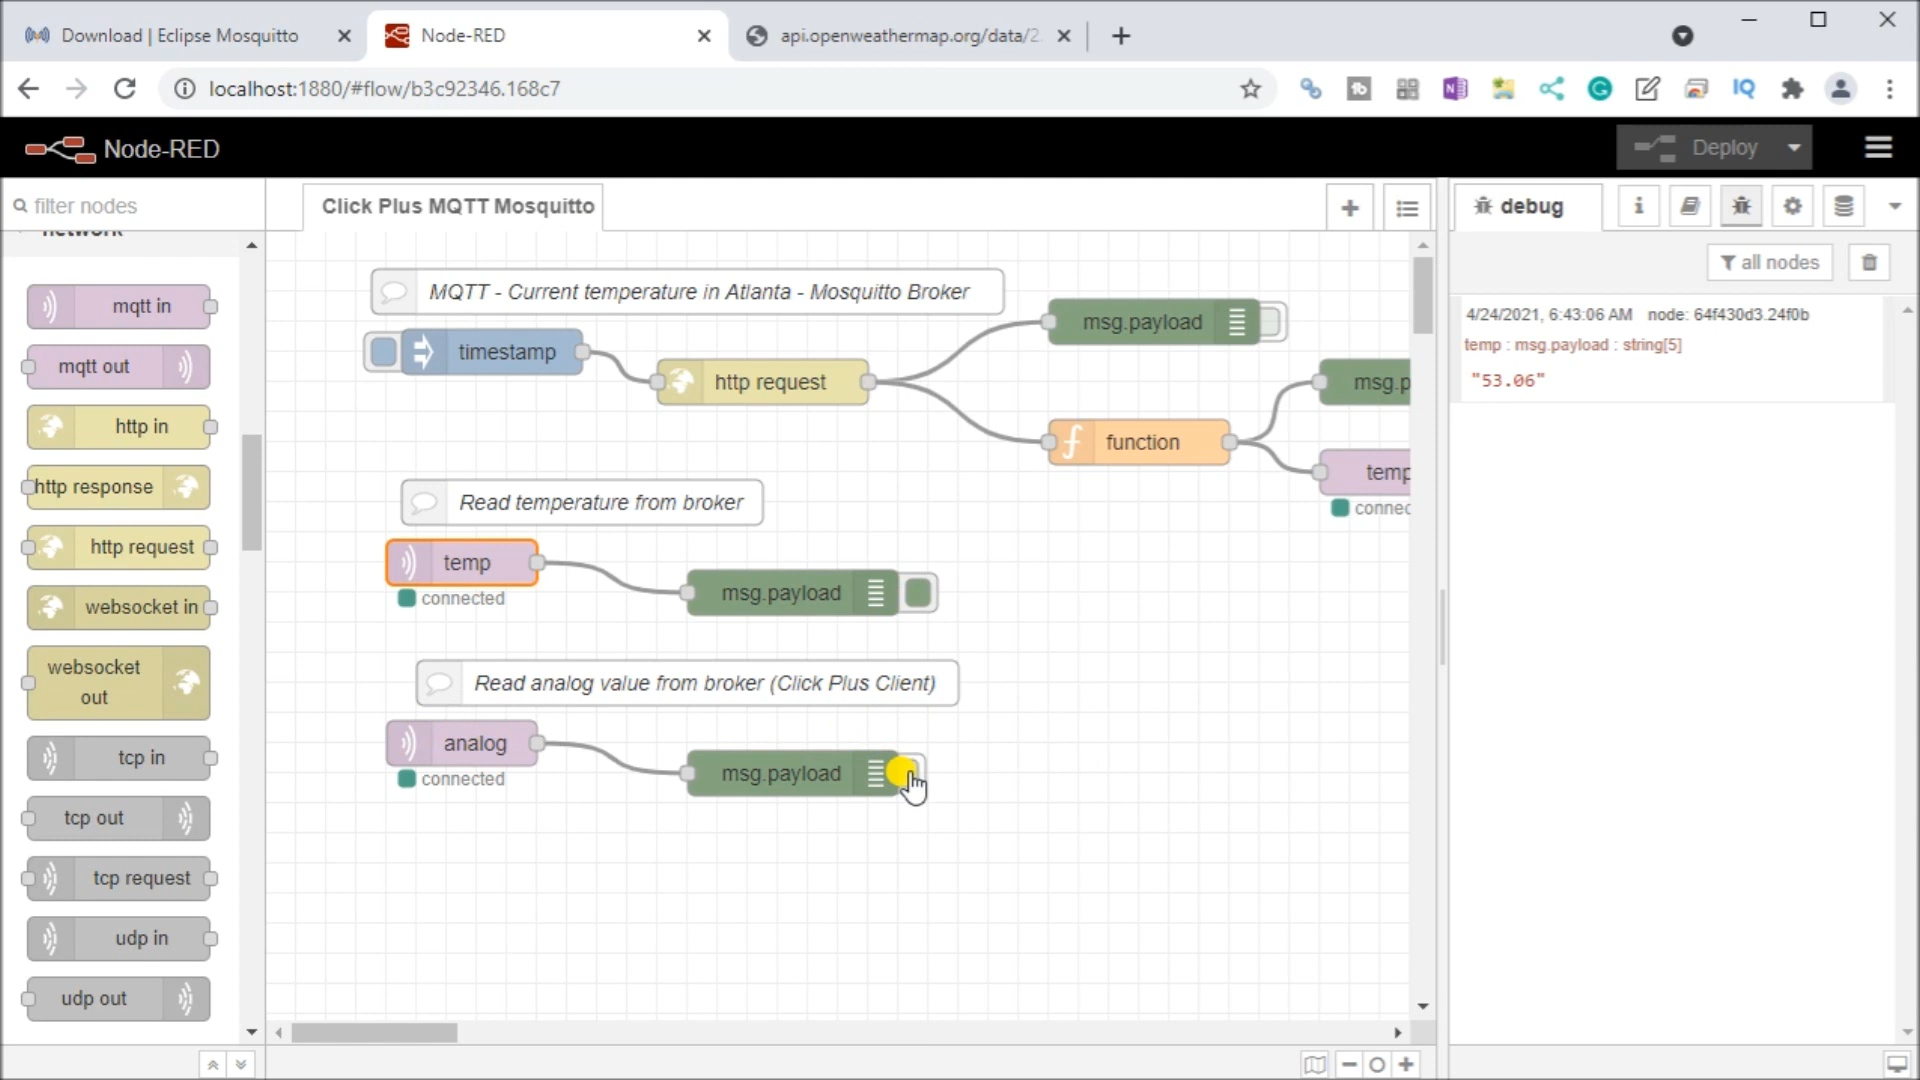 Download | Eclipse Mosquitto
Node-RED
api.openweathermap.org/data/2
localhost:1880/#flow/b3c92346.168c7
Node-RED
Deploy
filter nodes
Click Plus MQTT Mosquitto
debug
network
all nodes
mqtt in
mqtt out
http in
http response
http request
websocket in
websocket
out
tcp in
tcp out
tcp request
udp in
udp out
MQTT - Current temperature in Atlanta - Mosquitto Broker
timestamp
http request
msg.payload
msg.p
function
temp
connec
Read temperature from broker
temp
connected
msg.payload
Read analog value from broker (Click Plus Client)
analog
connected
msg.payload
4/24/2021, 6:43:06 AM node: 64f430d3.24f0b
temp : msg.payload : string[5]
"53.06"